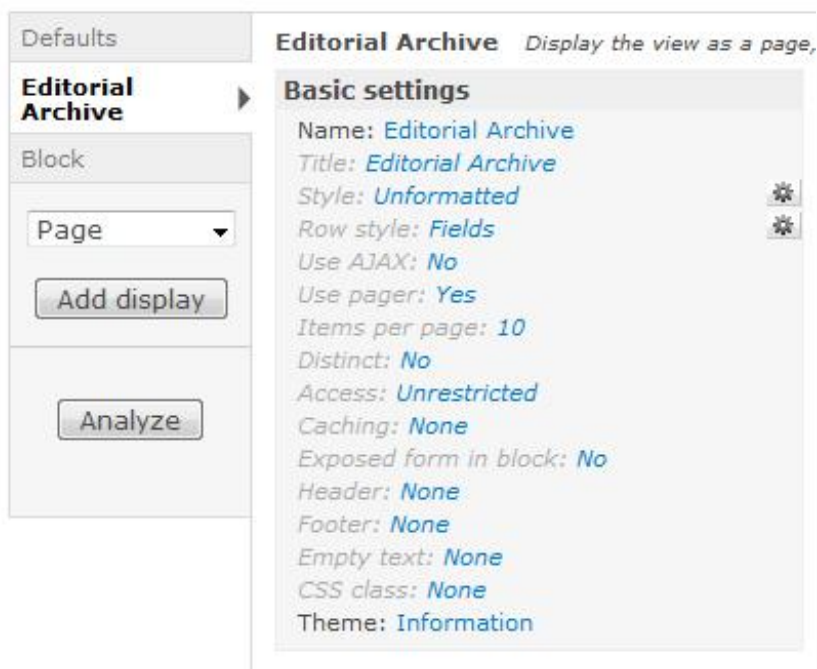 Defaults
Editorial
Archive
Block
Page
Add display
Analyze
Editorial Archive Display the view as a page,
Basic settings
Name: Editorial Archive
Title: Editorial Archive
Style: Unformatted
Row style: Fields
Use AJAX: No
Use pager: Yes
Items per page: 10
Distinct: No
Access: Unrestricted
Caching: None
Exposed form in block: No
Header: None
Footer: None
Empty text: None
CSS class: None
Theme: Information